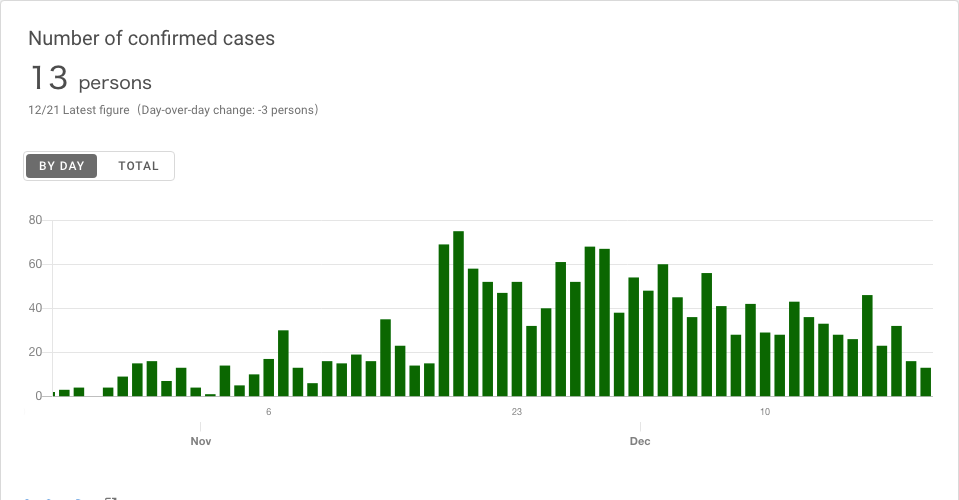 Number of confirmed cases
13 persons
12/21 Latest figure（Day-over-day change: -3 persons）
BY DAY TOTAL
80
60
40
20
0
6 23 10
Nov Dec